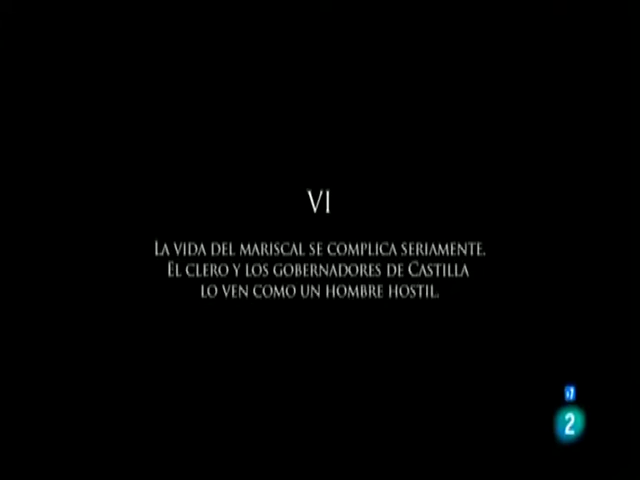 VI
LA VIDA DEL MARISCAL SE COMPLICA SERIAMENTE.
EL CLERO Y LOS GOBERNADORES DE CASTILLA
LO VEN COMO UN HOMBRE HOSTIL.
2